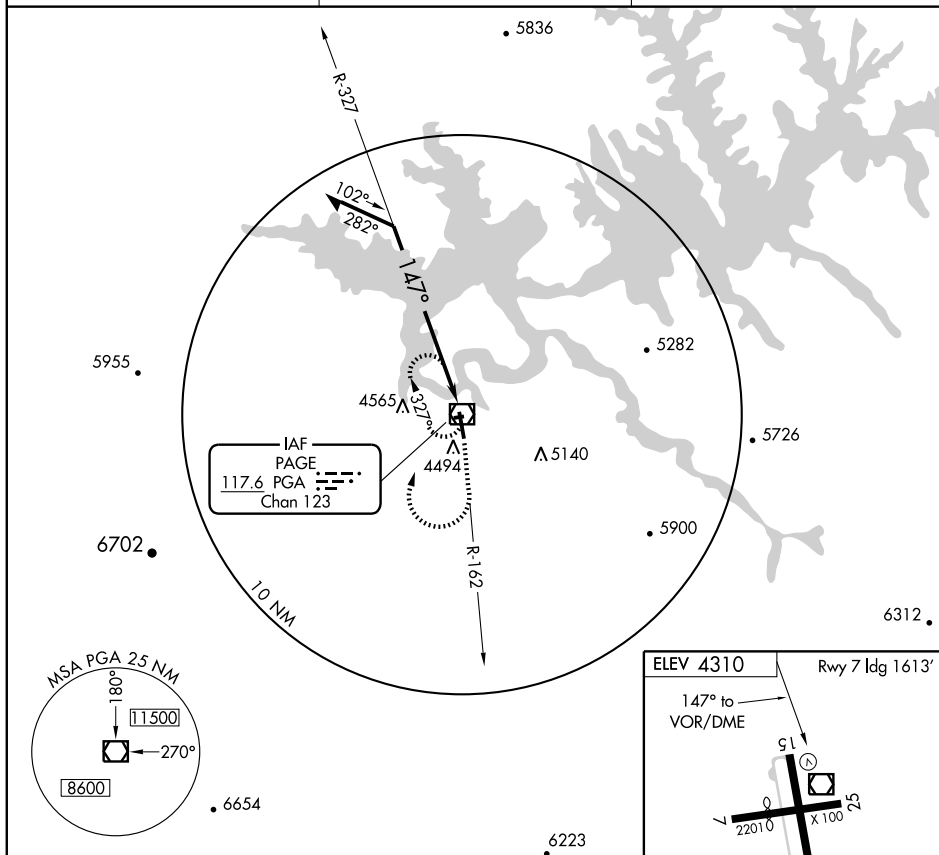 5836
R-327
102°
282°
147°
5955
5282
4565
327°
5726
4494
5140
IAF
PAGE
117.6 PGA
Chan 123
5900
6702
R-162
10 NM
6312
MSA PGA 25 NM
180°
11500
270°
8600
6654
6223
ELEV 4310
Rwy 7 ldg 1613'
147° to
VOR/DME
15
V
25
7
2201
X 100